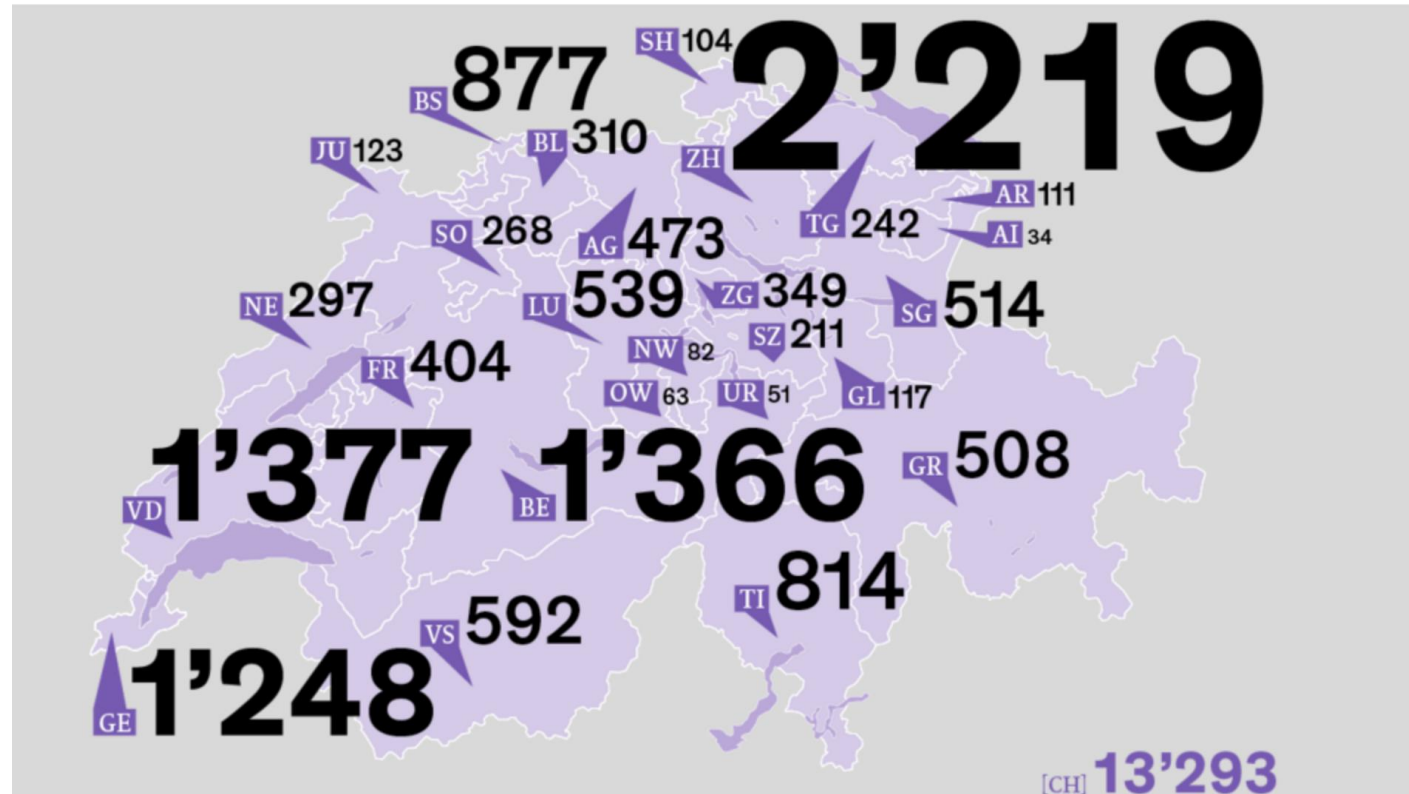 SH 104
ZH 2’219
BS 877
BL 310
JU 123
AR 111
TG 242
AI 34
SO 268
AG 473
LU 539
ZG 349
NE 297
SG 514
SZ 211
NW 82
FR 404
OW 63
UR 51
GL 117
VD 1’377
BE 1’366
GR 508
TI 814
VS 592
GE 1’248
[CH] 13’293